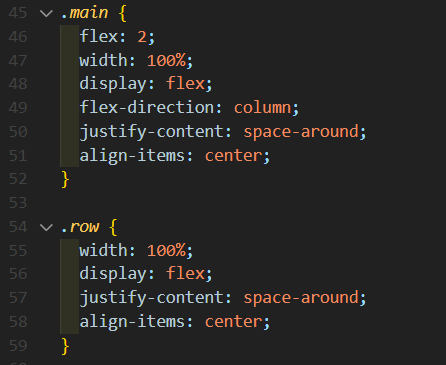 45 .main {
46 flex: 2;
47 width: 100%;
48 display: flex;
49 flex-direction: column;
50 justify-content: space-around;
51 align-items: center;
52 }
53
54 .row {
55 width: 100%;
56 display: flex;
57 justify-content: space-around;
58 align-items: center;
59 }